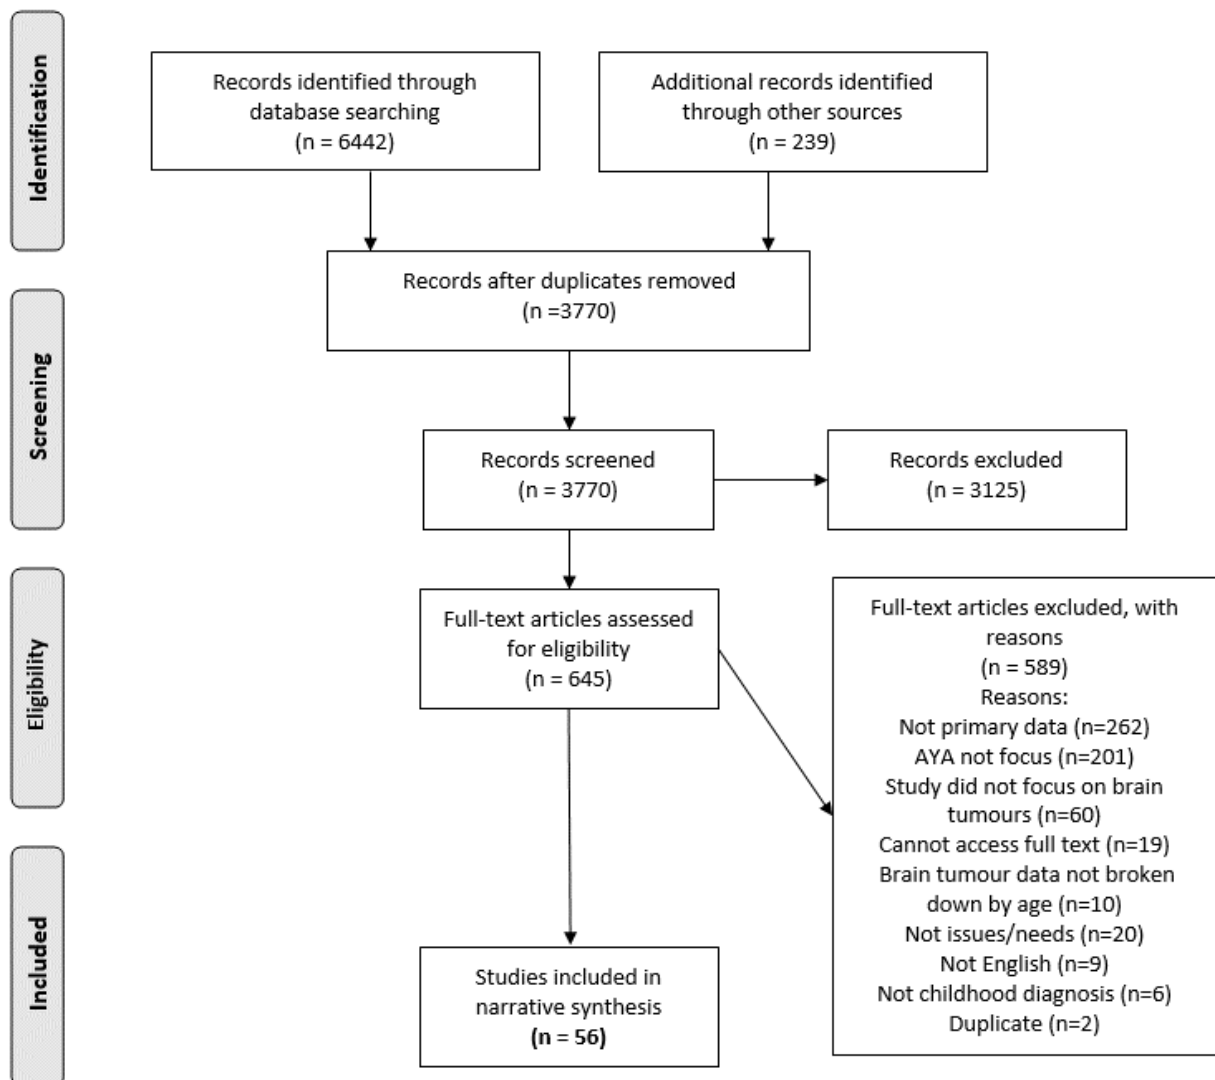 Identification
Records identified through
database searching
(n = 6442)
Additional records identified
through other sources
(n = 239)
Records after duplicates removed
(n =3770)
Screening
Records screened
(n = 3770)
Records excluded
(n = 3125)
Eligibility
Full-text articles assessed
for eligibility
(n = 645)
Full-text articles excluded, with
reasons
(n = 589)
Reasons:
Not primary data (n=262)
AYA not focus (n=201)
Study did not focus on brain
tumours (n=60)
Cannot access full text (n=19)
Brain tumour data not broken
down by age (n=10)
Not issues/needs (n=20)
Not English (n=9)
Not childhood diagnosis (n=6)
Duplicate (n=2)
Included
Studies included in
narrative synthesis
(n = 56)